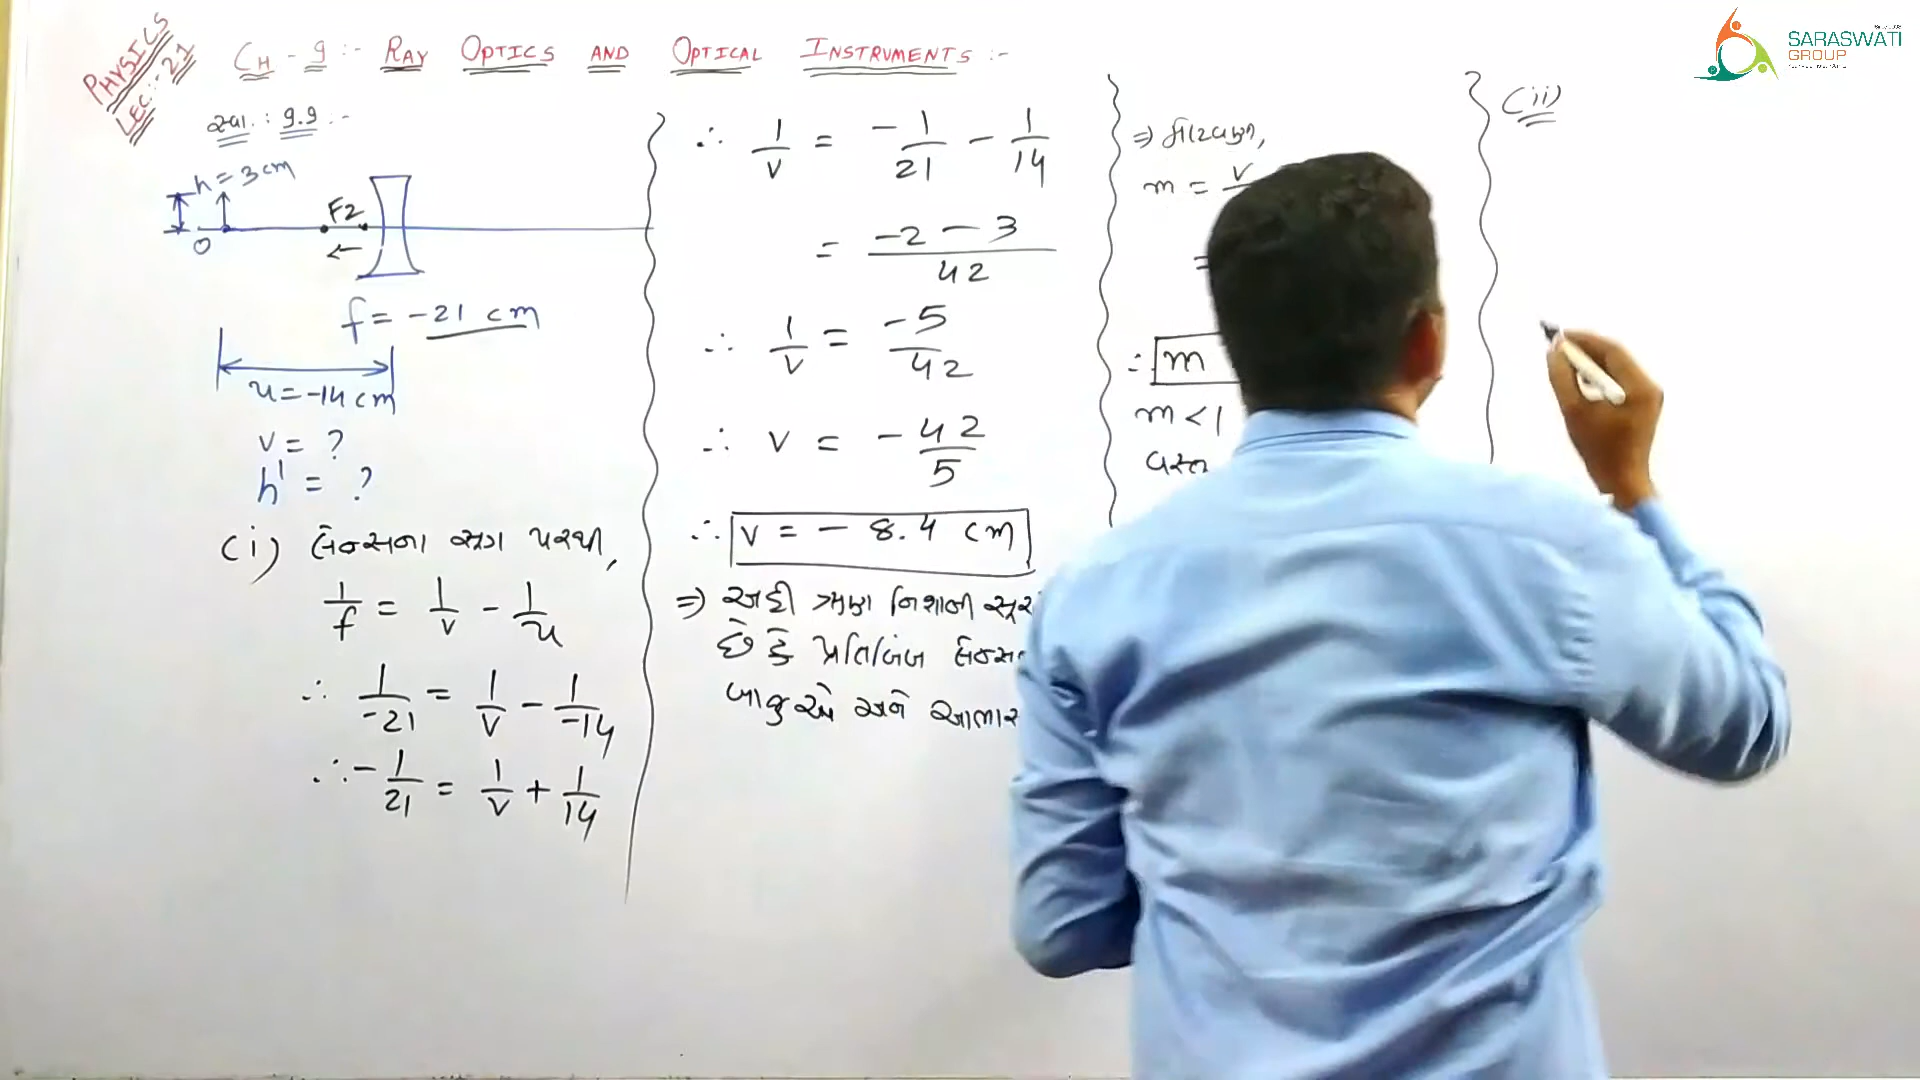 PHYSICS
LEC:-21
CH-9 :- RAY OPTICS AND OPTICAL INSTRUMENTS :-
સ્વા. : 9.9 :-
h = 3 cm
F2
O
f = -21 cm
u = -14 cm
v = ?
h' = ?
(i) લેન્સના સૂત્ર પરથી,
1/f = 1/v - 1/u
∴ 1/-21 = 1/v - 1/-14
∴ -1/21 = 1/v + 1/14
∴ 1/v = -1/21 - 1/14
= -2-3/42
∴ 1/v = -5/42
∴ v = -42/5
∴ v = - 8.4 cm
⇒ અહી ઋણ નિશાની
છે કે પ્રતિબિંબ
બાજુએ અને
⇒ મોટવણી,
m = v
=
∴ m
m < 1
(ii)
SARASWATI
GROUP